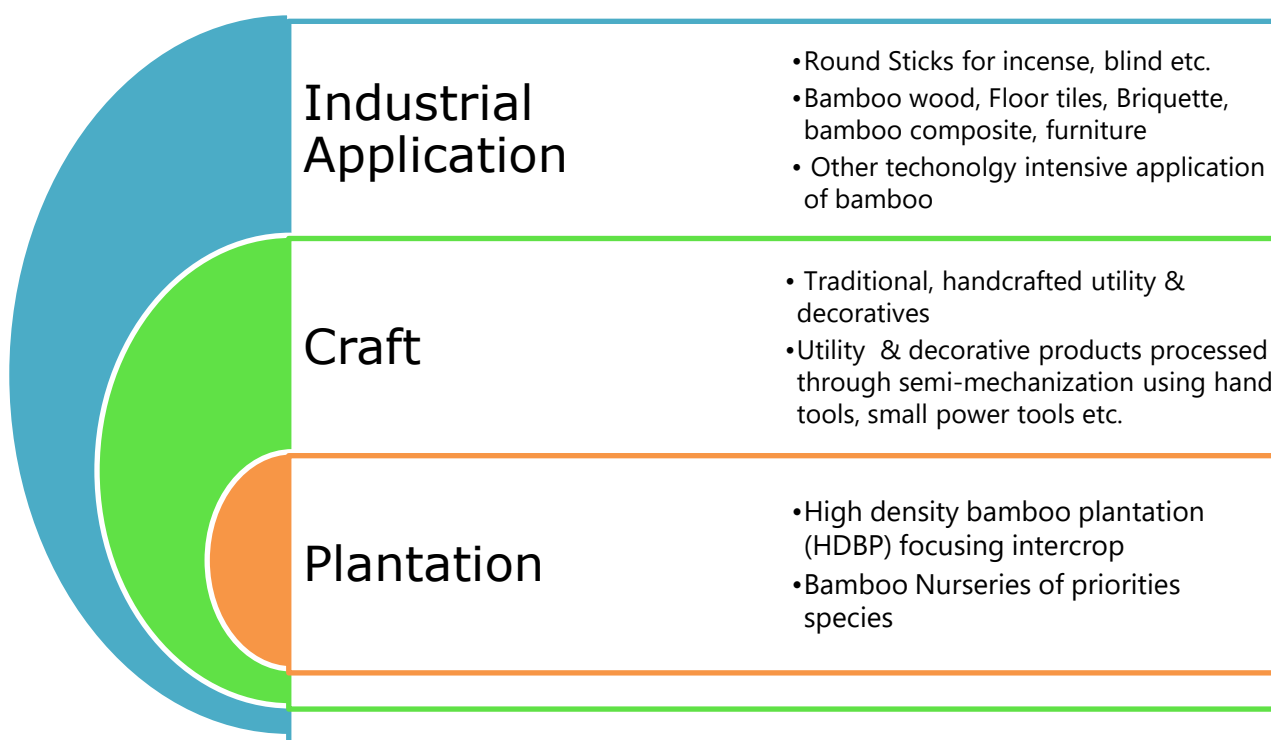 Industrial
Application
•Round Sticks for incense, blind etc.
•Bamboo wood, Floor tiles, Briquette,
bamboo composite, furniture
• Other techonolgy intensive application
of bamboo
Craft
• Traditional, handcrafted utility &
decoratives
•Utility & decorative products processed
through semi-mechanization using hand
tools, small power tools etc.
Plantation
•High density bamboo plantation
(HDBP) focusing intercrop
•Bamboo Nurseries of priorities
species